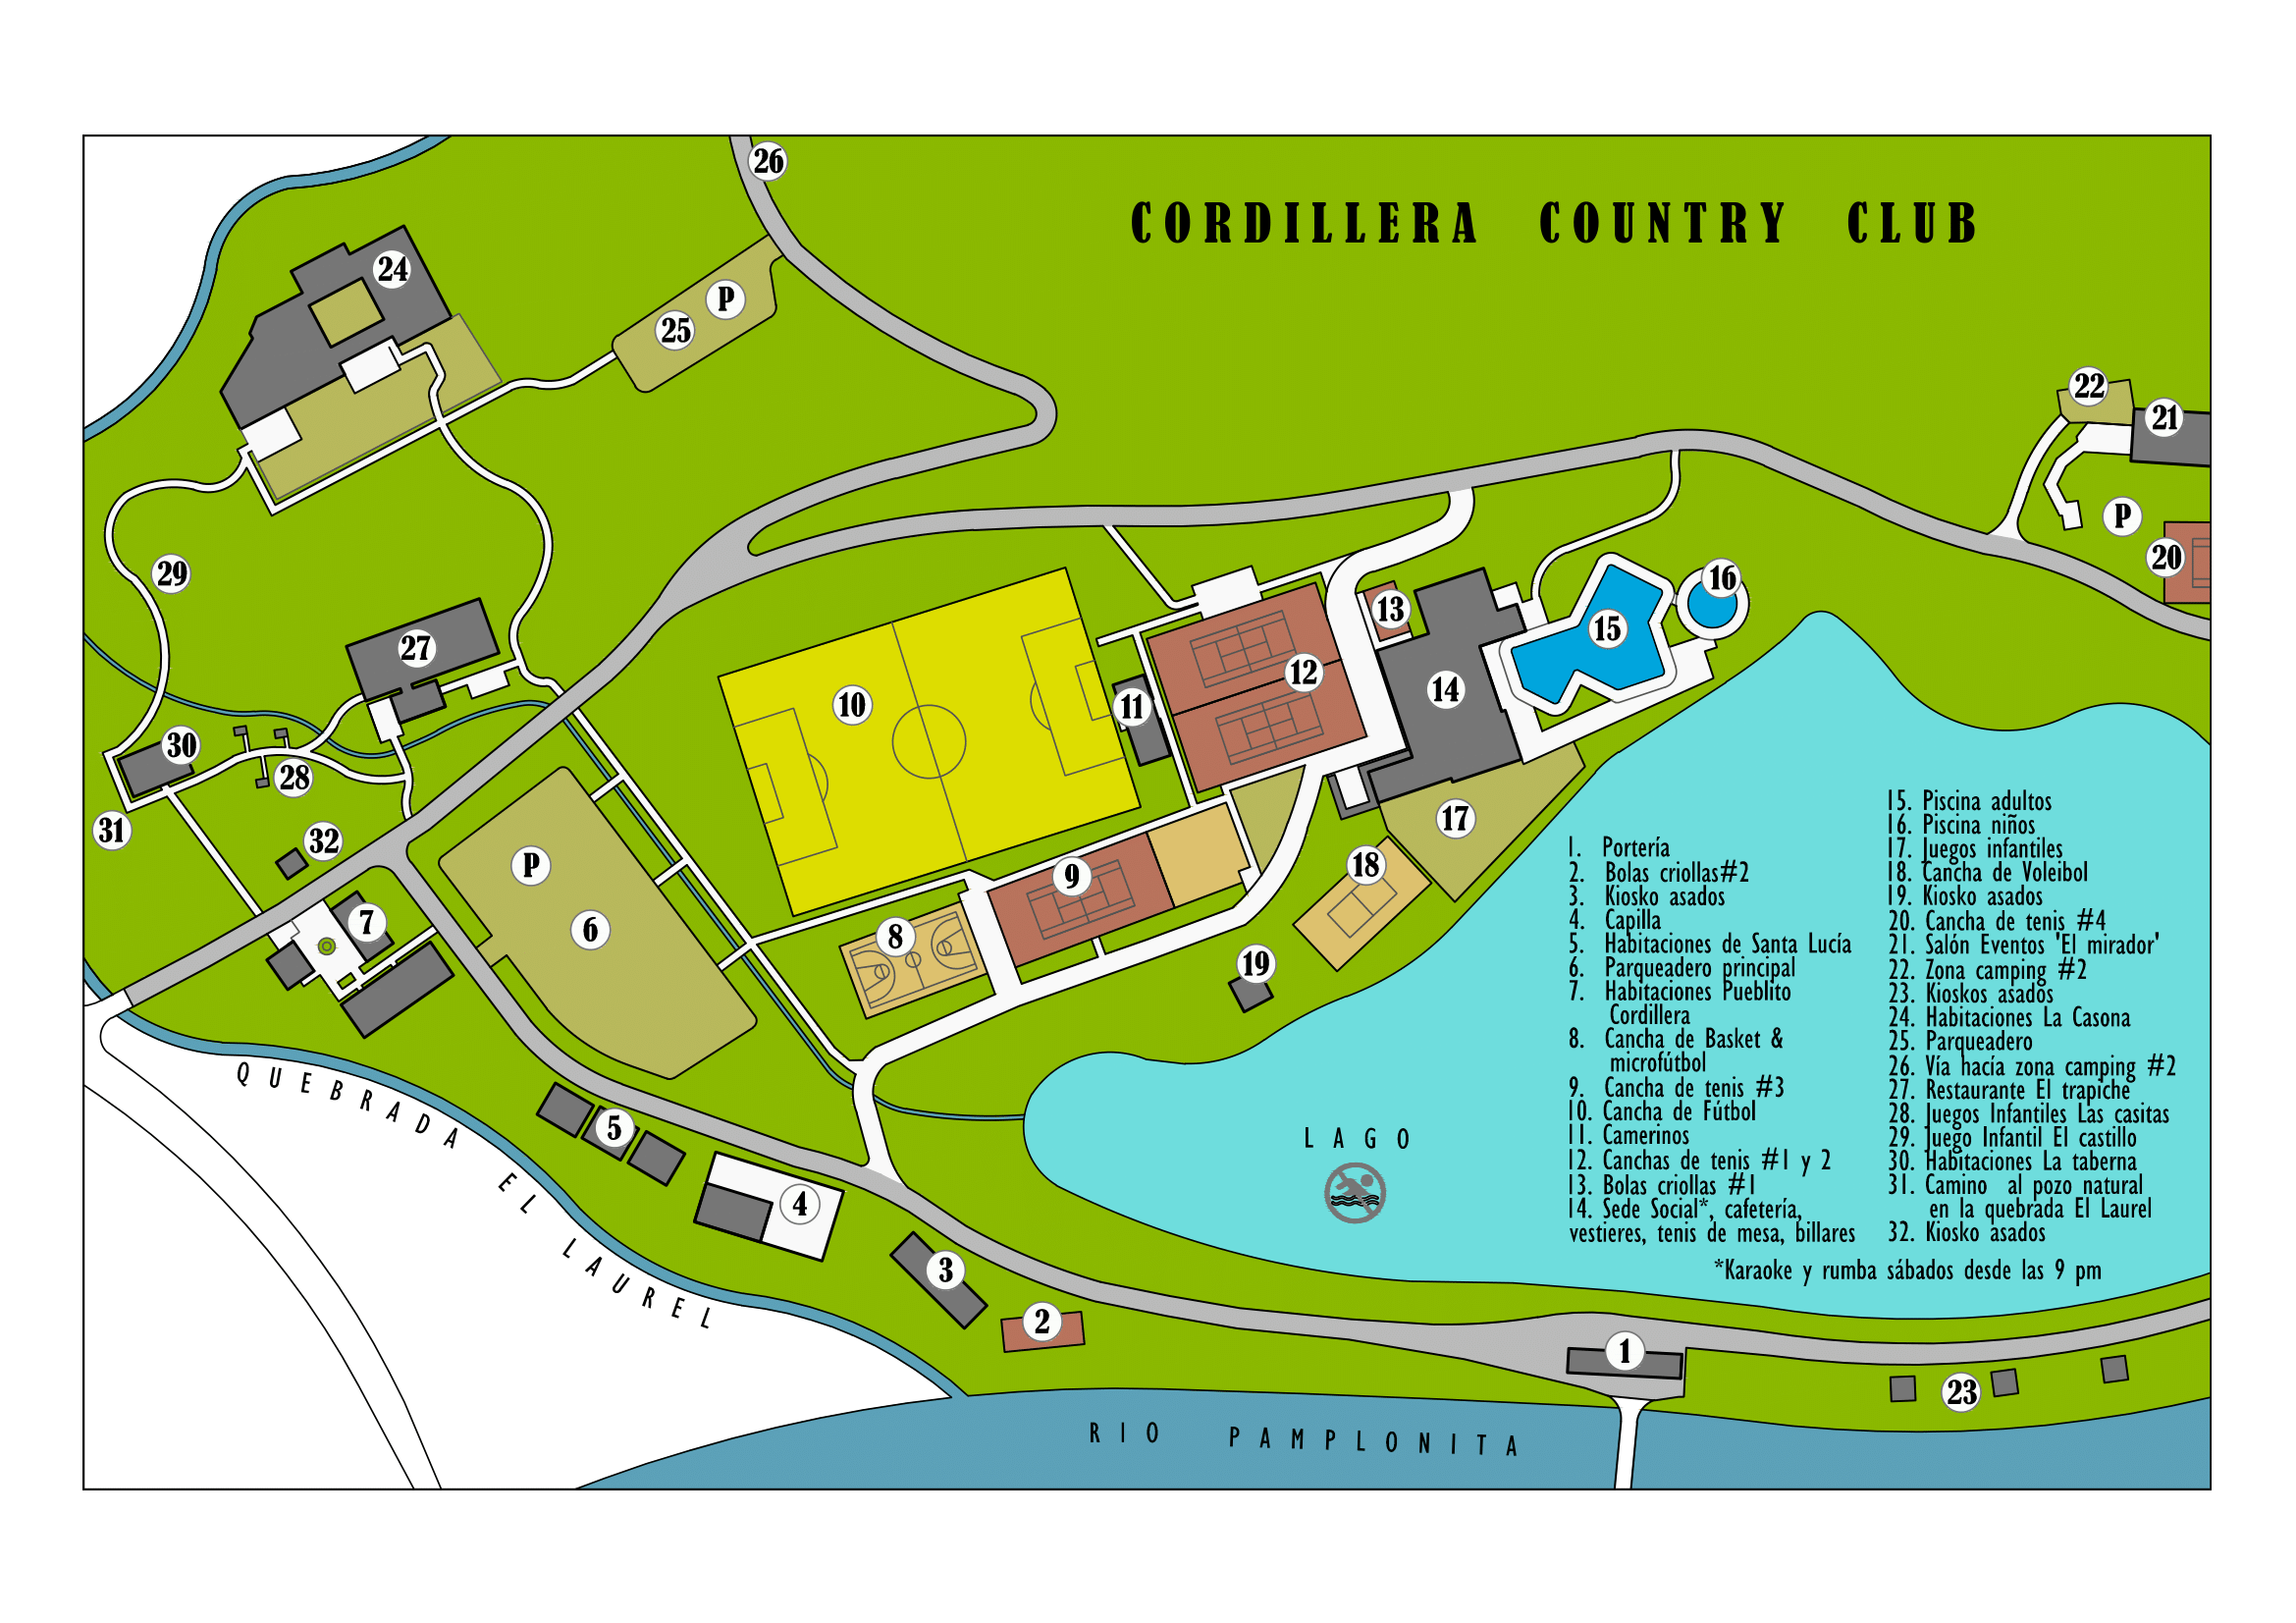 26
CORDILLERA COUNTRY CLUB
24
P
25
22
21
P
20
29
16
13
15
27
12
14
10
11
30
28
31
32
17
P
18
9
7
6
8
19
15. Piscina adultos
16. Piscina niños
17. Juegos infantiles
18. Cancha de Voleibol
19. Kiosko asados
20. Cancha de tenis #4
21. Salón Eventos 'El mirador'
22. Zona camping #2
23. Kioskos asados
24. Habitaciones La Casona
25. Parqueadero
26. Vía hacía zona camping #2
27. Restaurante El trapiche
28. Juegos Infantiles Las casitas
29. Juego Infantil El castillo
30. Habitaciones La taberna
31. Camino al pozo natural
en la quebrada El Laurel
32. Kiosko asados
1. Portería
2. Bolas criollas#2
3. Kiosko asados
4. Capilla
5. Habitaciones de Santa Lucía
6. Parqueadero principal
7. Habitaciones Pueblito
Cordillera
8. Cancha de Basket &
microfútbol
9. Cancha de tenis #3
10. Cancha de Fútbol
11. Camerinos
12. Canchas de tenis #1 y 2
13. Bolas criollas #1
14. Sede Social*, cafetería,
vestieres, tenis de mesa, billares
*Karaoke y rumba sábados desde las 9 pm
QUEBRADA EL LAUREL
5
LAGO
4
3
2
1
23
RIO PAMPLONITA